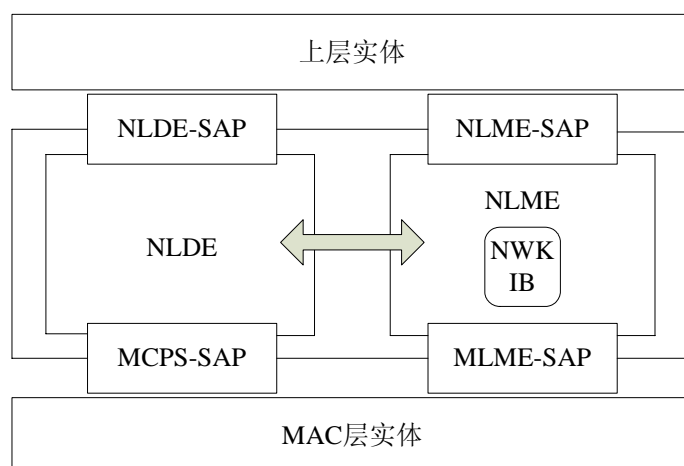 上层实体
NLDE-SAP
NLME-SAP
NLDE
NLME
NWK
IB
MCPS-SAP
MLME-SAP
MAC层实体